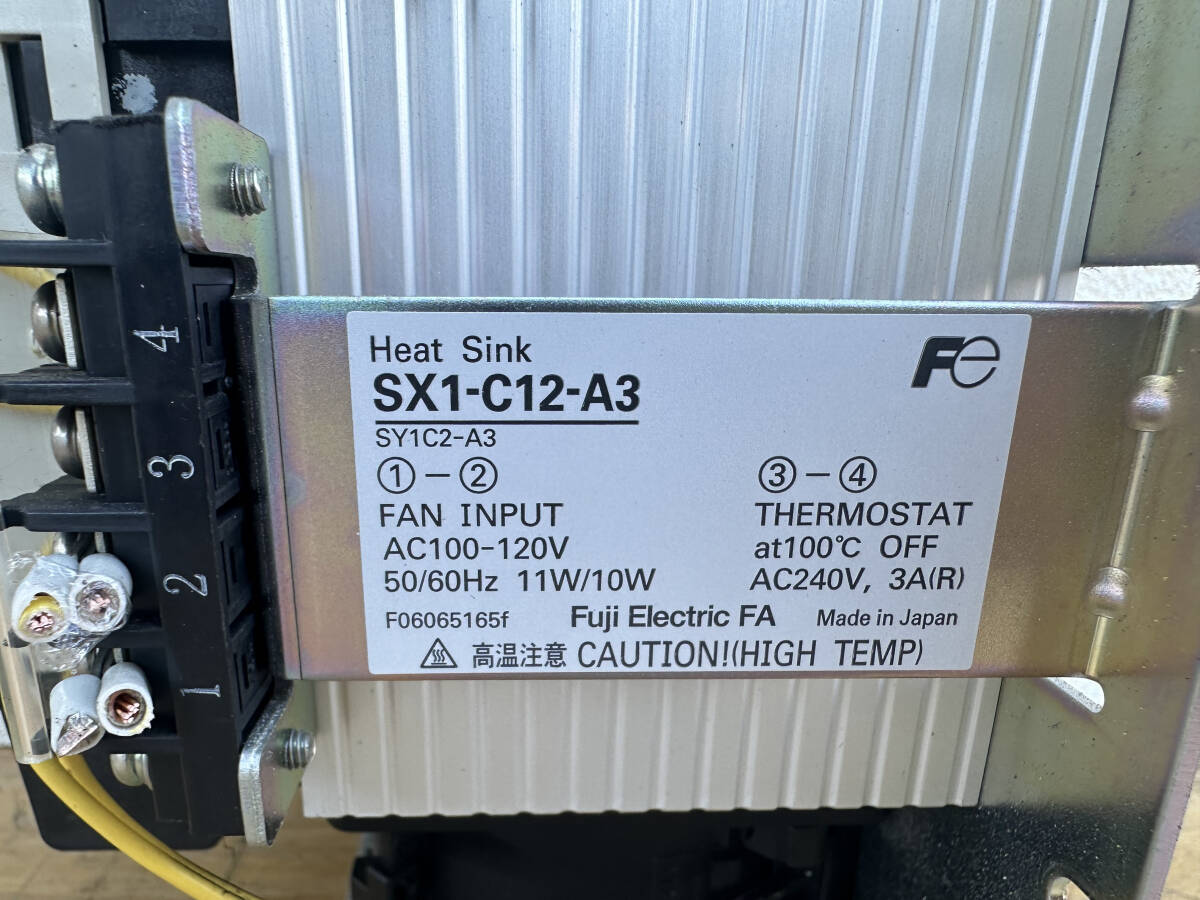 Heat Sink
SX1-C12-A3
Fe
SY1C2-A3
①-② ③-④
FAN INPUT THERMOSTAT
AC100-120V at100℃ OFF
50/60Hz 11W/10W AC240V, 3A(R)
F06065165f Fuji Electric FA Made in Japan
高温注意 CAUTION!(HIGH TEMP)
4
3
2
1